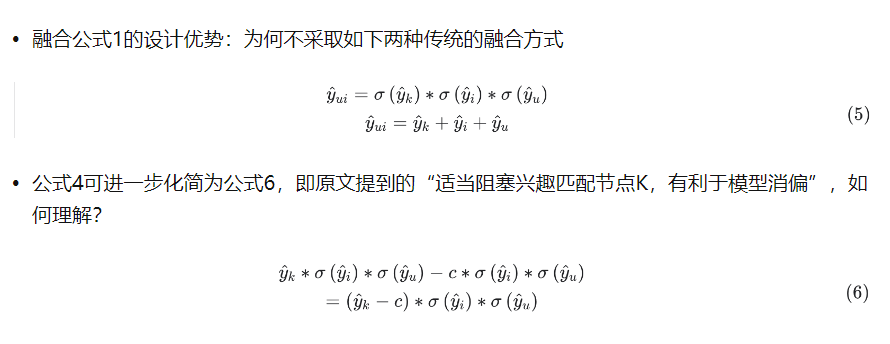 • 融合公式1的设计优势：为何不采取如下两种传统的融合方式
ŷ_{ui} = σ(ŷ_k) * σ(ŷ_i) * σ(ŷ_u)
ŷ_{ui} = ŷ_k + ŷ_i + ŷ_u
(5)
• 公式4可进一步化简为公式6，即原文提到的“适当阻塞兴趣匹配节点K，有利于模型消偏”，如
何理解？
ŷ_k * σ(ŷ_i) * σ(ŷ_u) − c * σ(ŷ_i) * σ(ŷ_u)
= (ŷ_k − c) * σ(ŷ_i) * σ(ŷ_u)
(6)